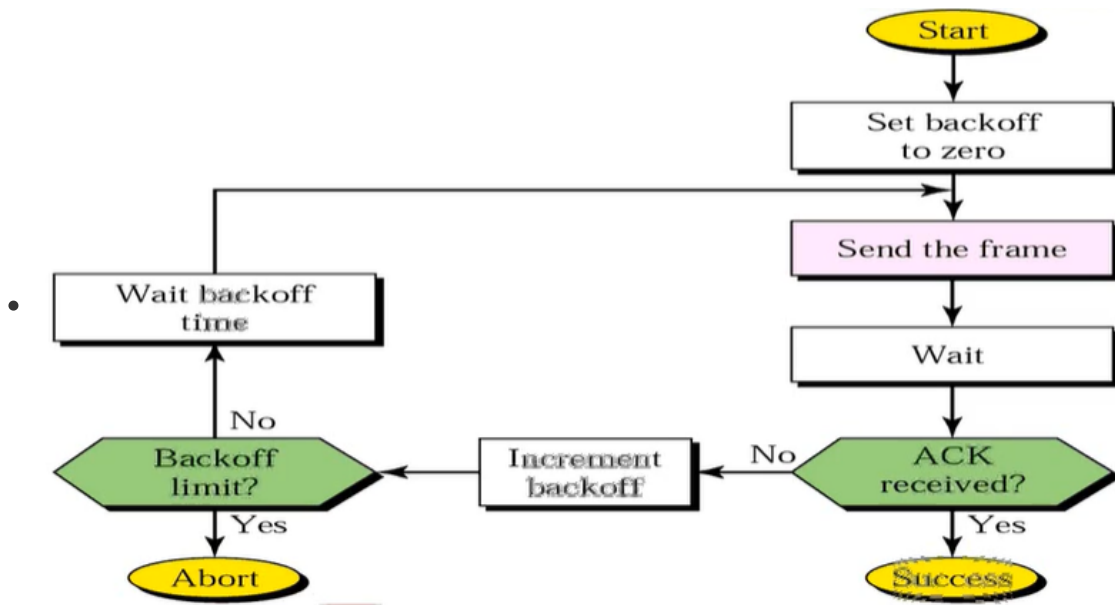 Start
Set backoff
to zero
Send the frame
Wait backoff
time
Wait
No
Backoff
limit?
Increment
backoff
No
ACK
received?
Yes
Yes
Abort
Success